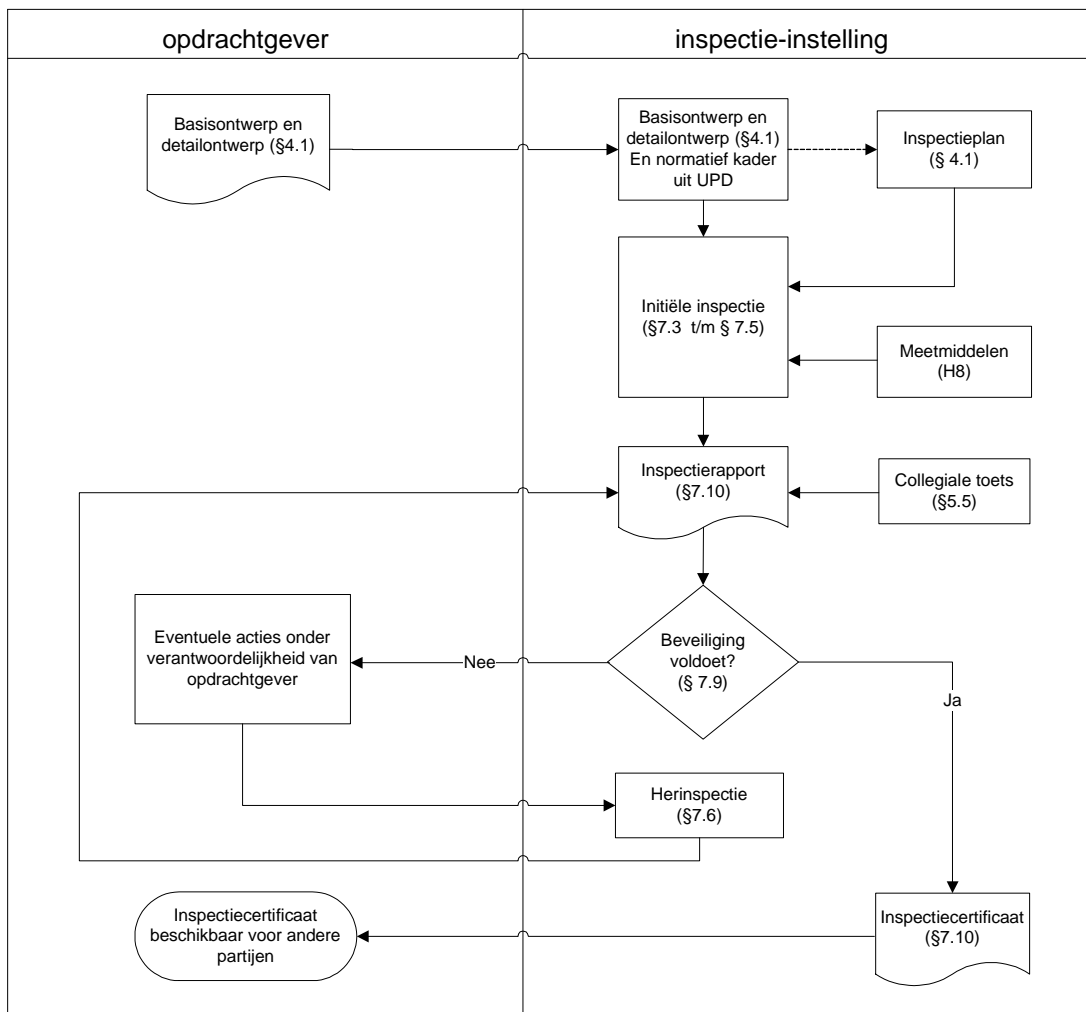 opdrachtgever
inspectie-instelling
Basisontwerp en
detailontwerp (§4.1)
Basisontwerp en
detailontwerp (§4.1)
En normatief kader
uit UPD
Inspectieplan
(§ 4.1)
Initiële inspectie
(§7.3 t/m § 7.5)
Meetmiddelen
(H8)
Inspectierapport
(§7.10)
Collegiale toets
(§5.5)
Eventuele acties onder
verantwoordelijkheid van
opdrachtgever
Nee
Beveiliging
voldoet?
(§ 7.9)
Ja
Herinspectie
(§7.6)
Inspectiecertificaat
beschikbaar voor andere
partijen
Inspectiecertificaat
(§7.10)